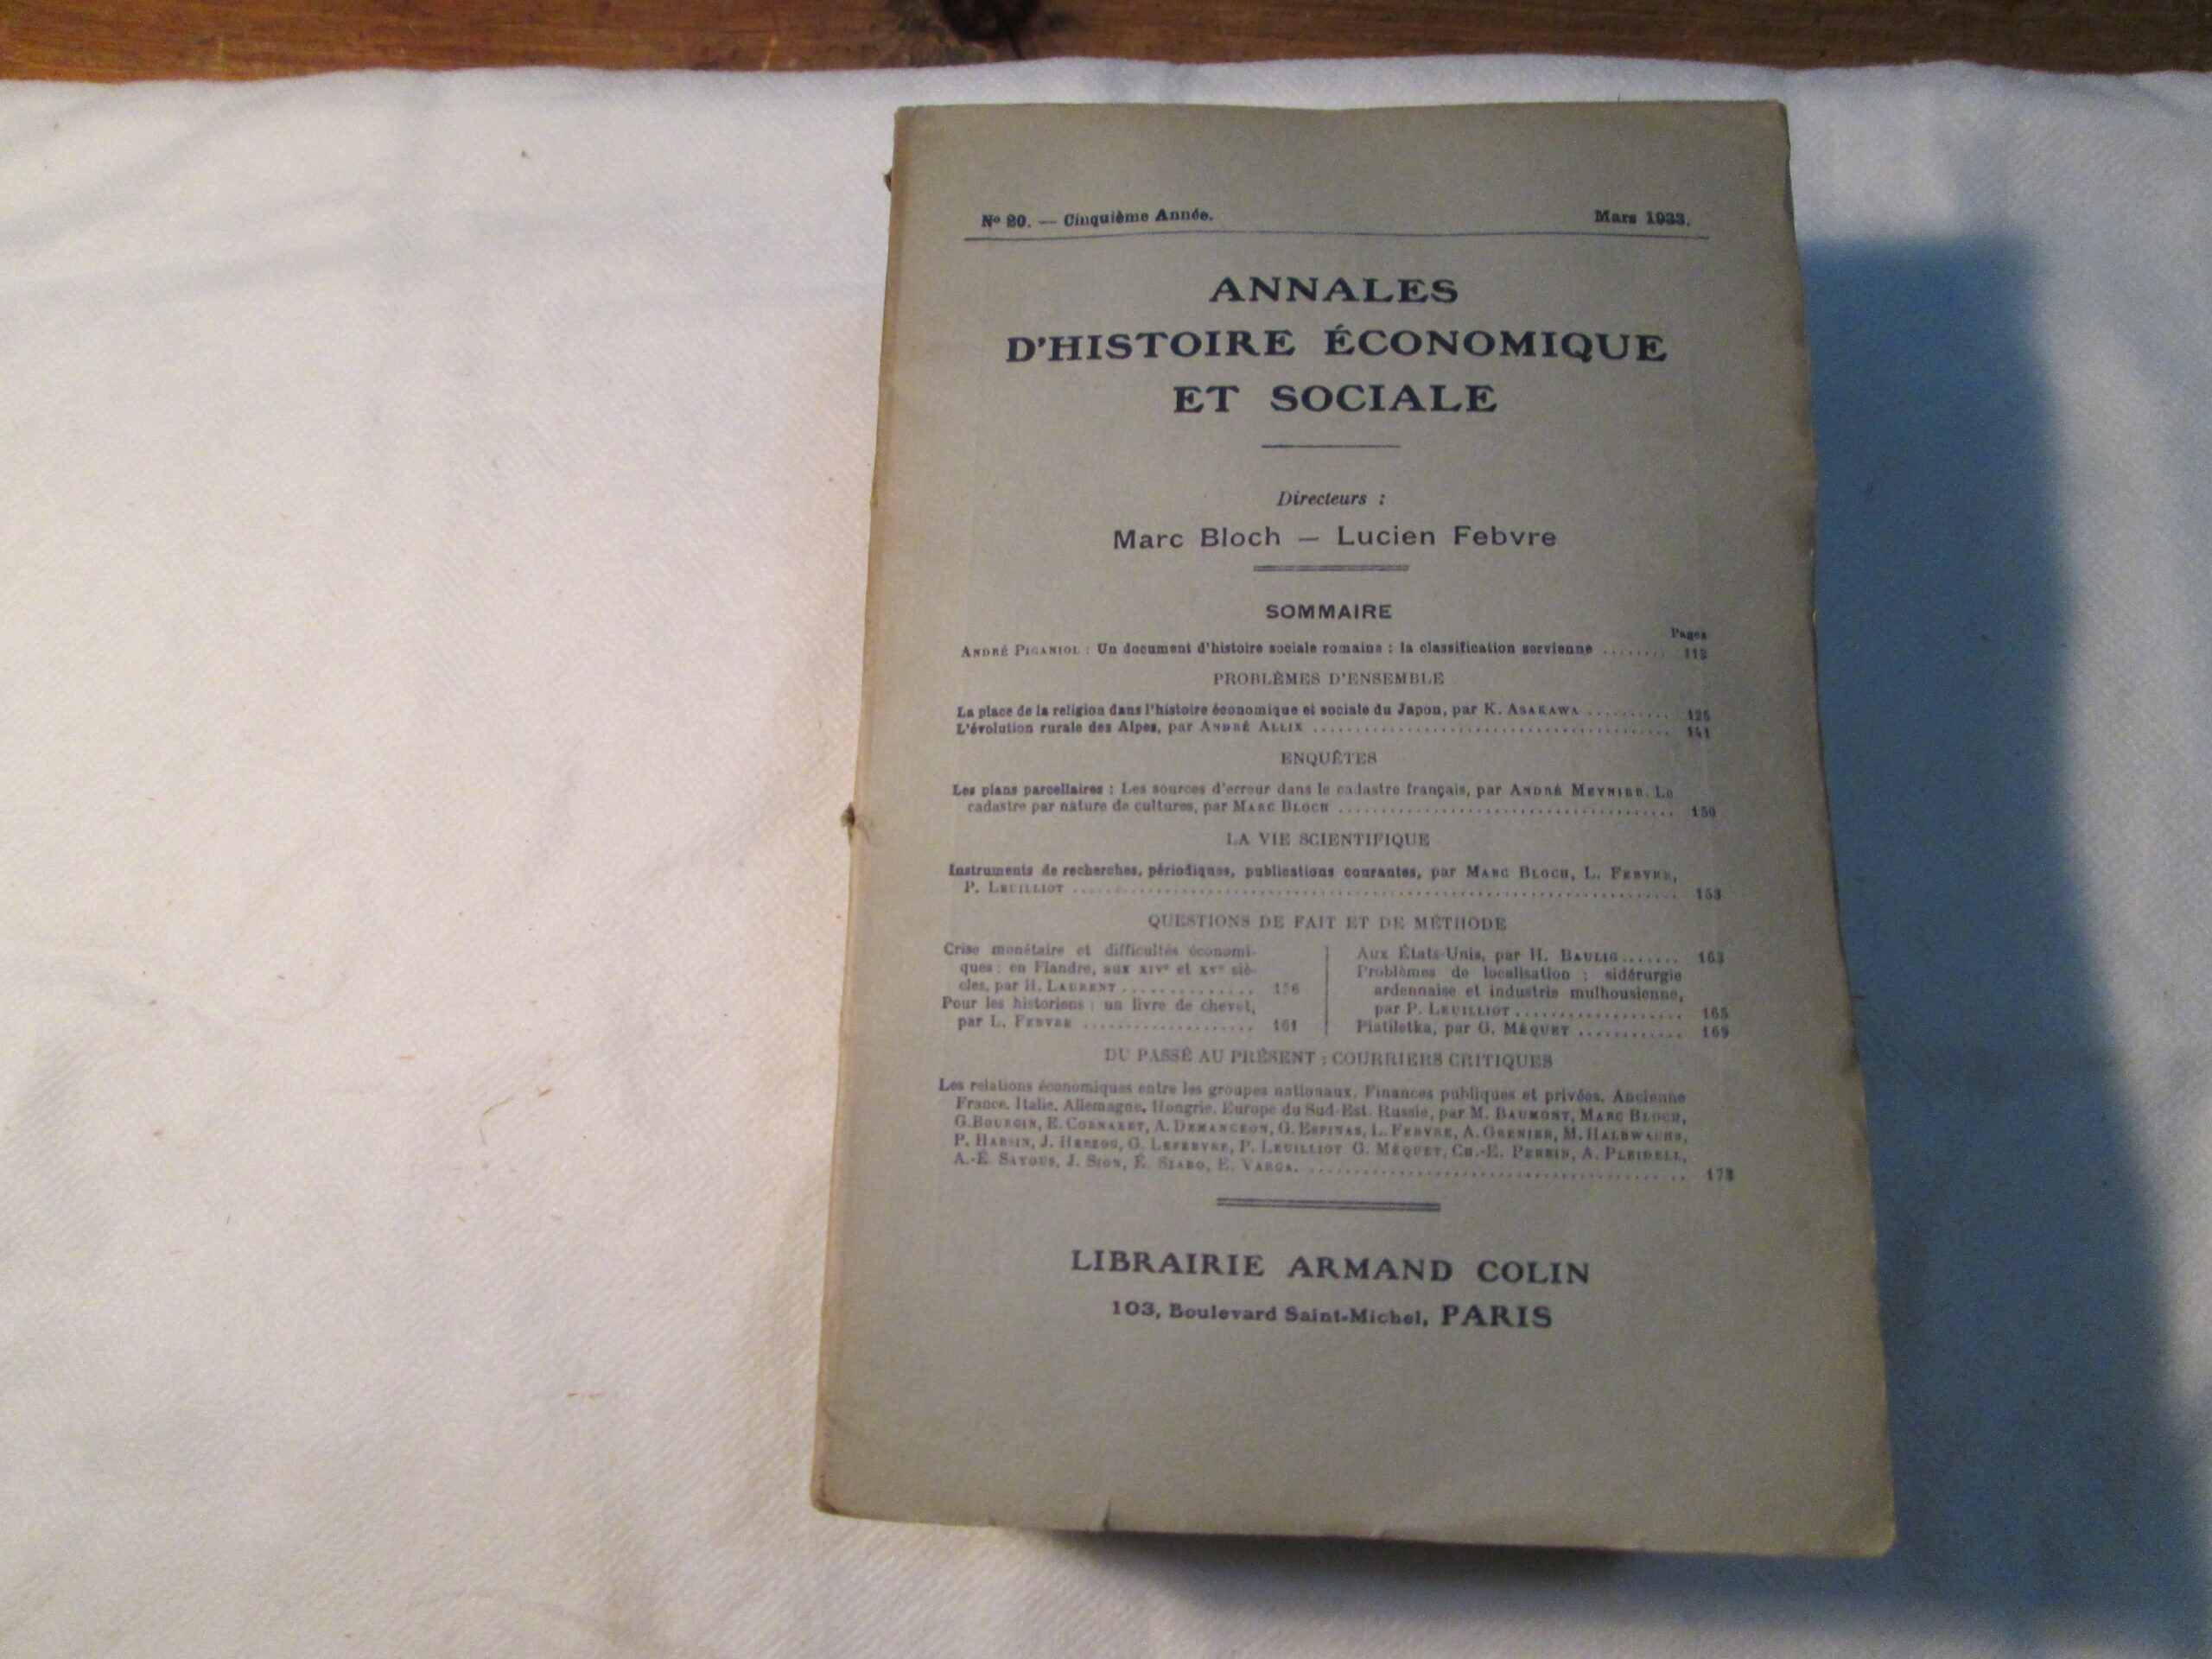 Nº 20. — Cinquième Année. Mars 1933.
ANNALES
D'HISTOIRE ÉCONOMIQUE
ET SOCIALE
Directeurs :
Marc Bloch — Lucien Febvre
SOMMAIRE
Pages
ANDRÉ PIGANIOL : Un document d'histoire sociale romaine : la classification servienne ........ 113
PROBLÈMES D'ENSEMBLE
La place de la religion dans l'histoire économique et sociale du Japon, par K. ASAKAWA .......... 125
L'évolution rurale des Alpes, par ANDRÉ ALLIX .......... 141
ENQUÊTES
Les plans parcellaires : Les sources d'erreur dans le cadastre français, par ANDRÉ MEYNIER. Le
cadastre par nature de cultures, par MARC BLOCH .......... 150
LA VIE SCIENTIFIQUE
Instruments de recherches, périodiques, publications courantes, par MARC BLOCH, L. FEBVRE,
P. LEUILLIOT .......... 153
QUESTIONS DE FAIT ET DE MÉTHODE
Crise monétaire et difficultés économi-
ques : en Flandre, aux XIVe et XVe siè-
cles, par H. LAURENT .............. 156
Pour les historiens : un livre de chevet,
par L. FEBVRE .................... 161
Aux États-Unis, par H. BAULIG ....... 163
Problèmes de localisation : sidérurgie
ardennaise et industrie mulhousienne,
par P. LEUILLIOT .................... 165
Piatiletka, par G. MÉQUET ............ 169
DU PASSÉ AU PRÉSENT : COURRIERS CRITIQUES
Les relations économiques entre les groupes nationaux. Finances publiques et privées. Ancienne
France. Italie. Allemagne. Hongrie. Europe du Sud-Est. Russie, par M. BAUMONT, MARC BLOCH,
G. BOURGIN, E. COORNAERT, A. DEMANGEON, G. ESPINAS, L. FEBVRE, A. GRENIER, M. HALBWACHS,
P. HARSIN, J. HERZOG, G. LEFEBVRE, P. LEUILLIOT G. MÉQUET, CH.-E. PERRIN, A. PLEIDELL,
A.-É. SAYOUS, J. SION, É. SZABO, E. VARGA. .......... 173
LIBRAIRIE ARMAND COLIN
103, Boulevard Saint-Michel, PARIS